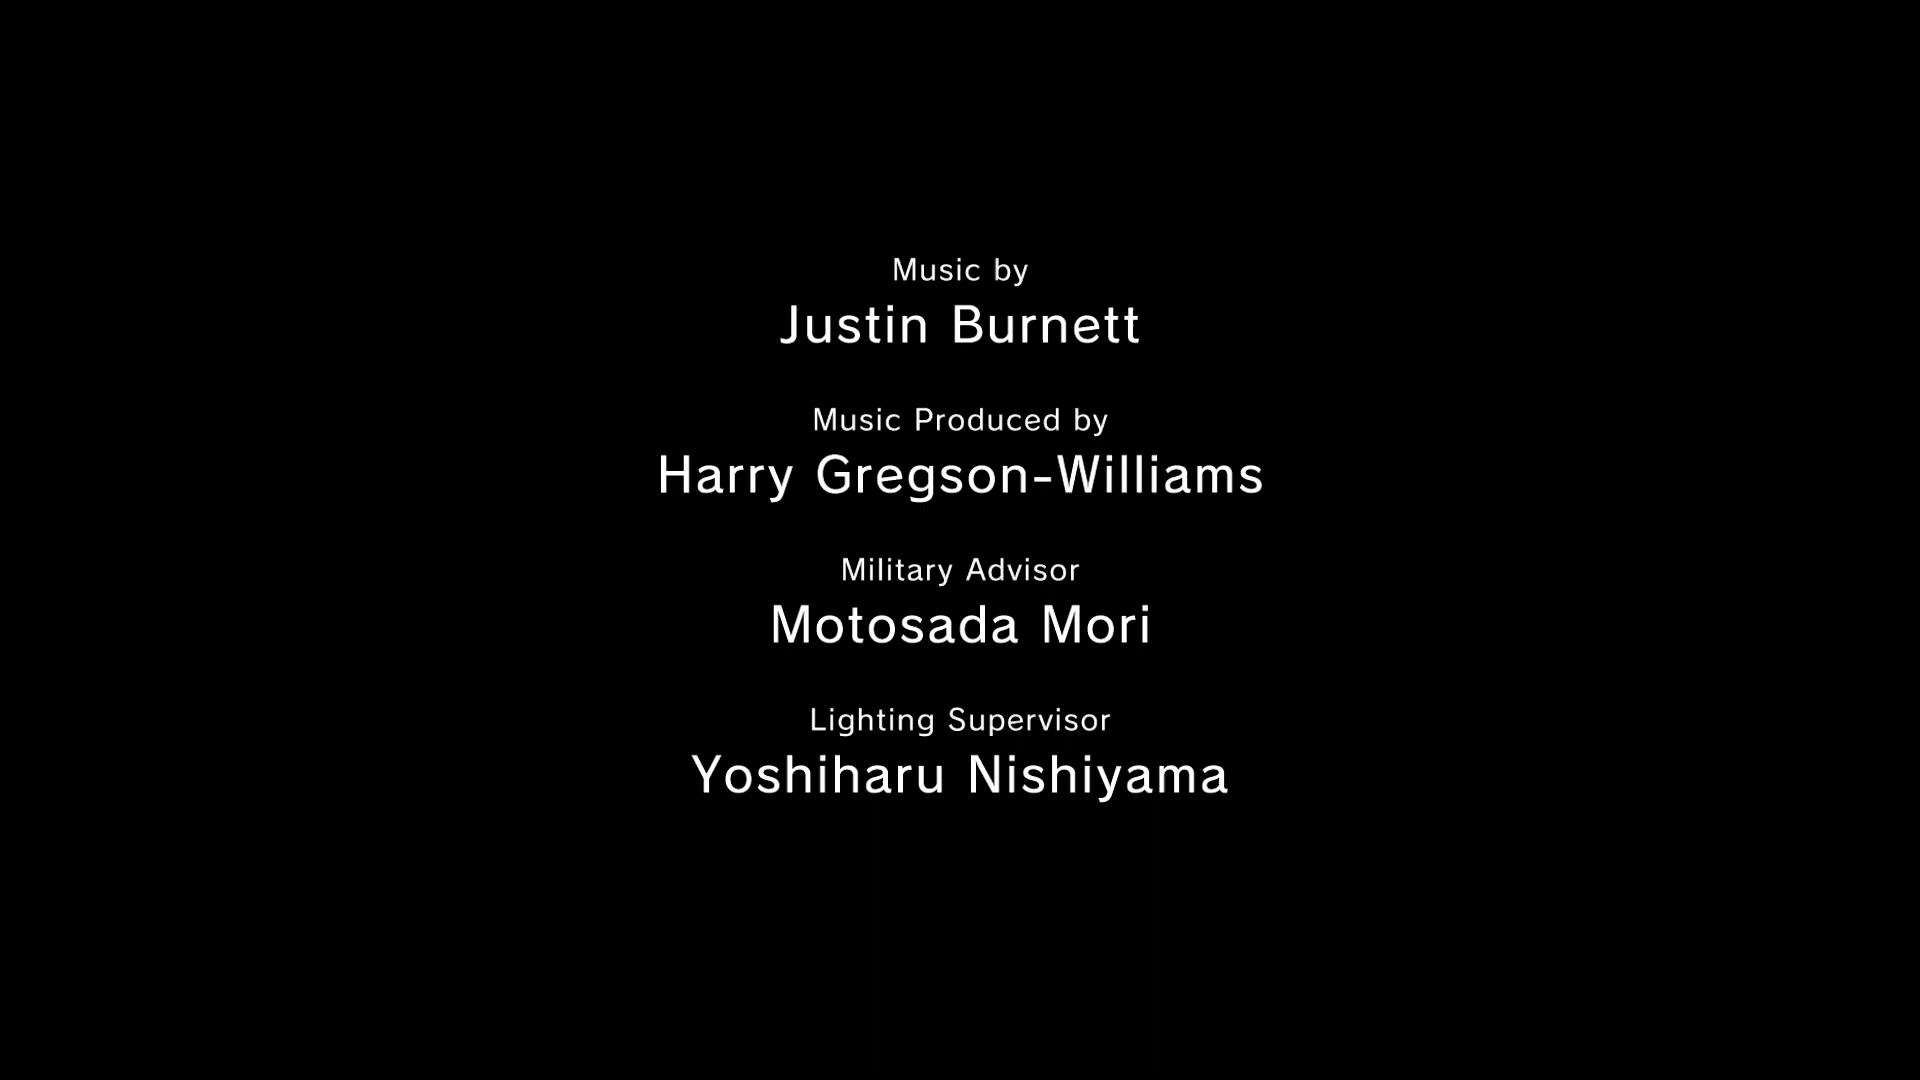 Music by
Justin Burnett
Music Produced by
Harry Gregson-Williams
Military Advisor
Motosada Mori
Lighting Supervisor
Yoshiharu Nishiyama